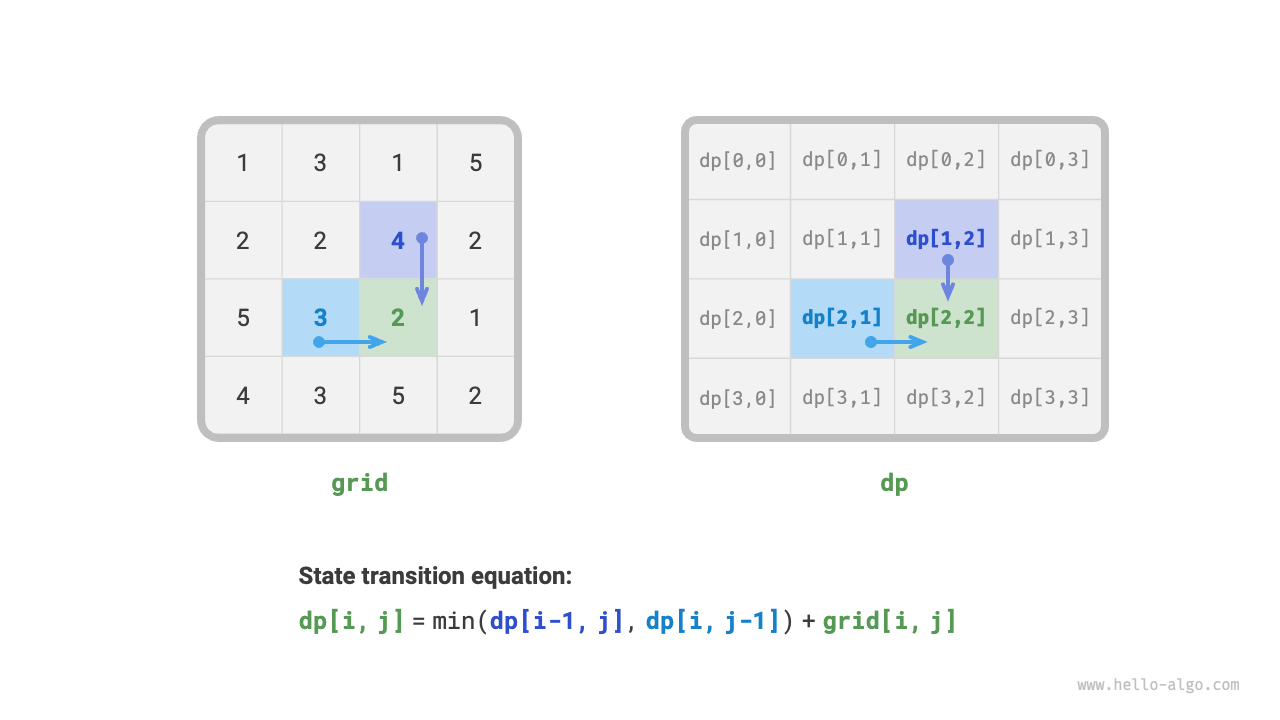 1 3 1 5
2 2 4 2
5 3 2 1
4 3 5 2
grid
dp[0,0] dp[0,1] dp[0,2] dp[0,3]
dp[1,0] dp[1,1] dp[1,2] dp[1,3]
dp[2,0] dp[2,1] dp[2,2] dp[2,3]
dp[3,0] dp[3,1] dp[3,2] dp[3,3]
dp
State transition equation:
dp[i, j] = min(dp[i-1, j], dp[i, j-1]) + grid[i, j]
www.hello-algo.com